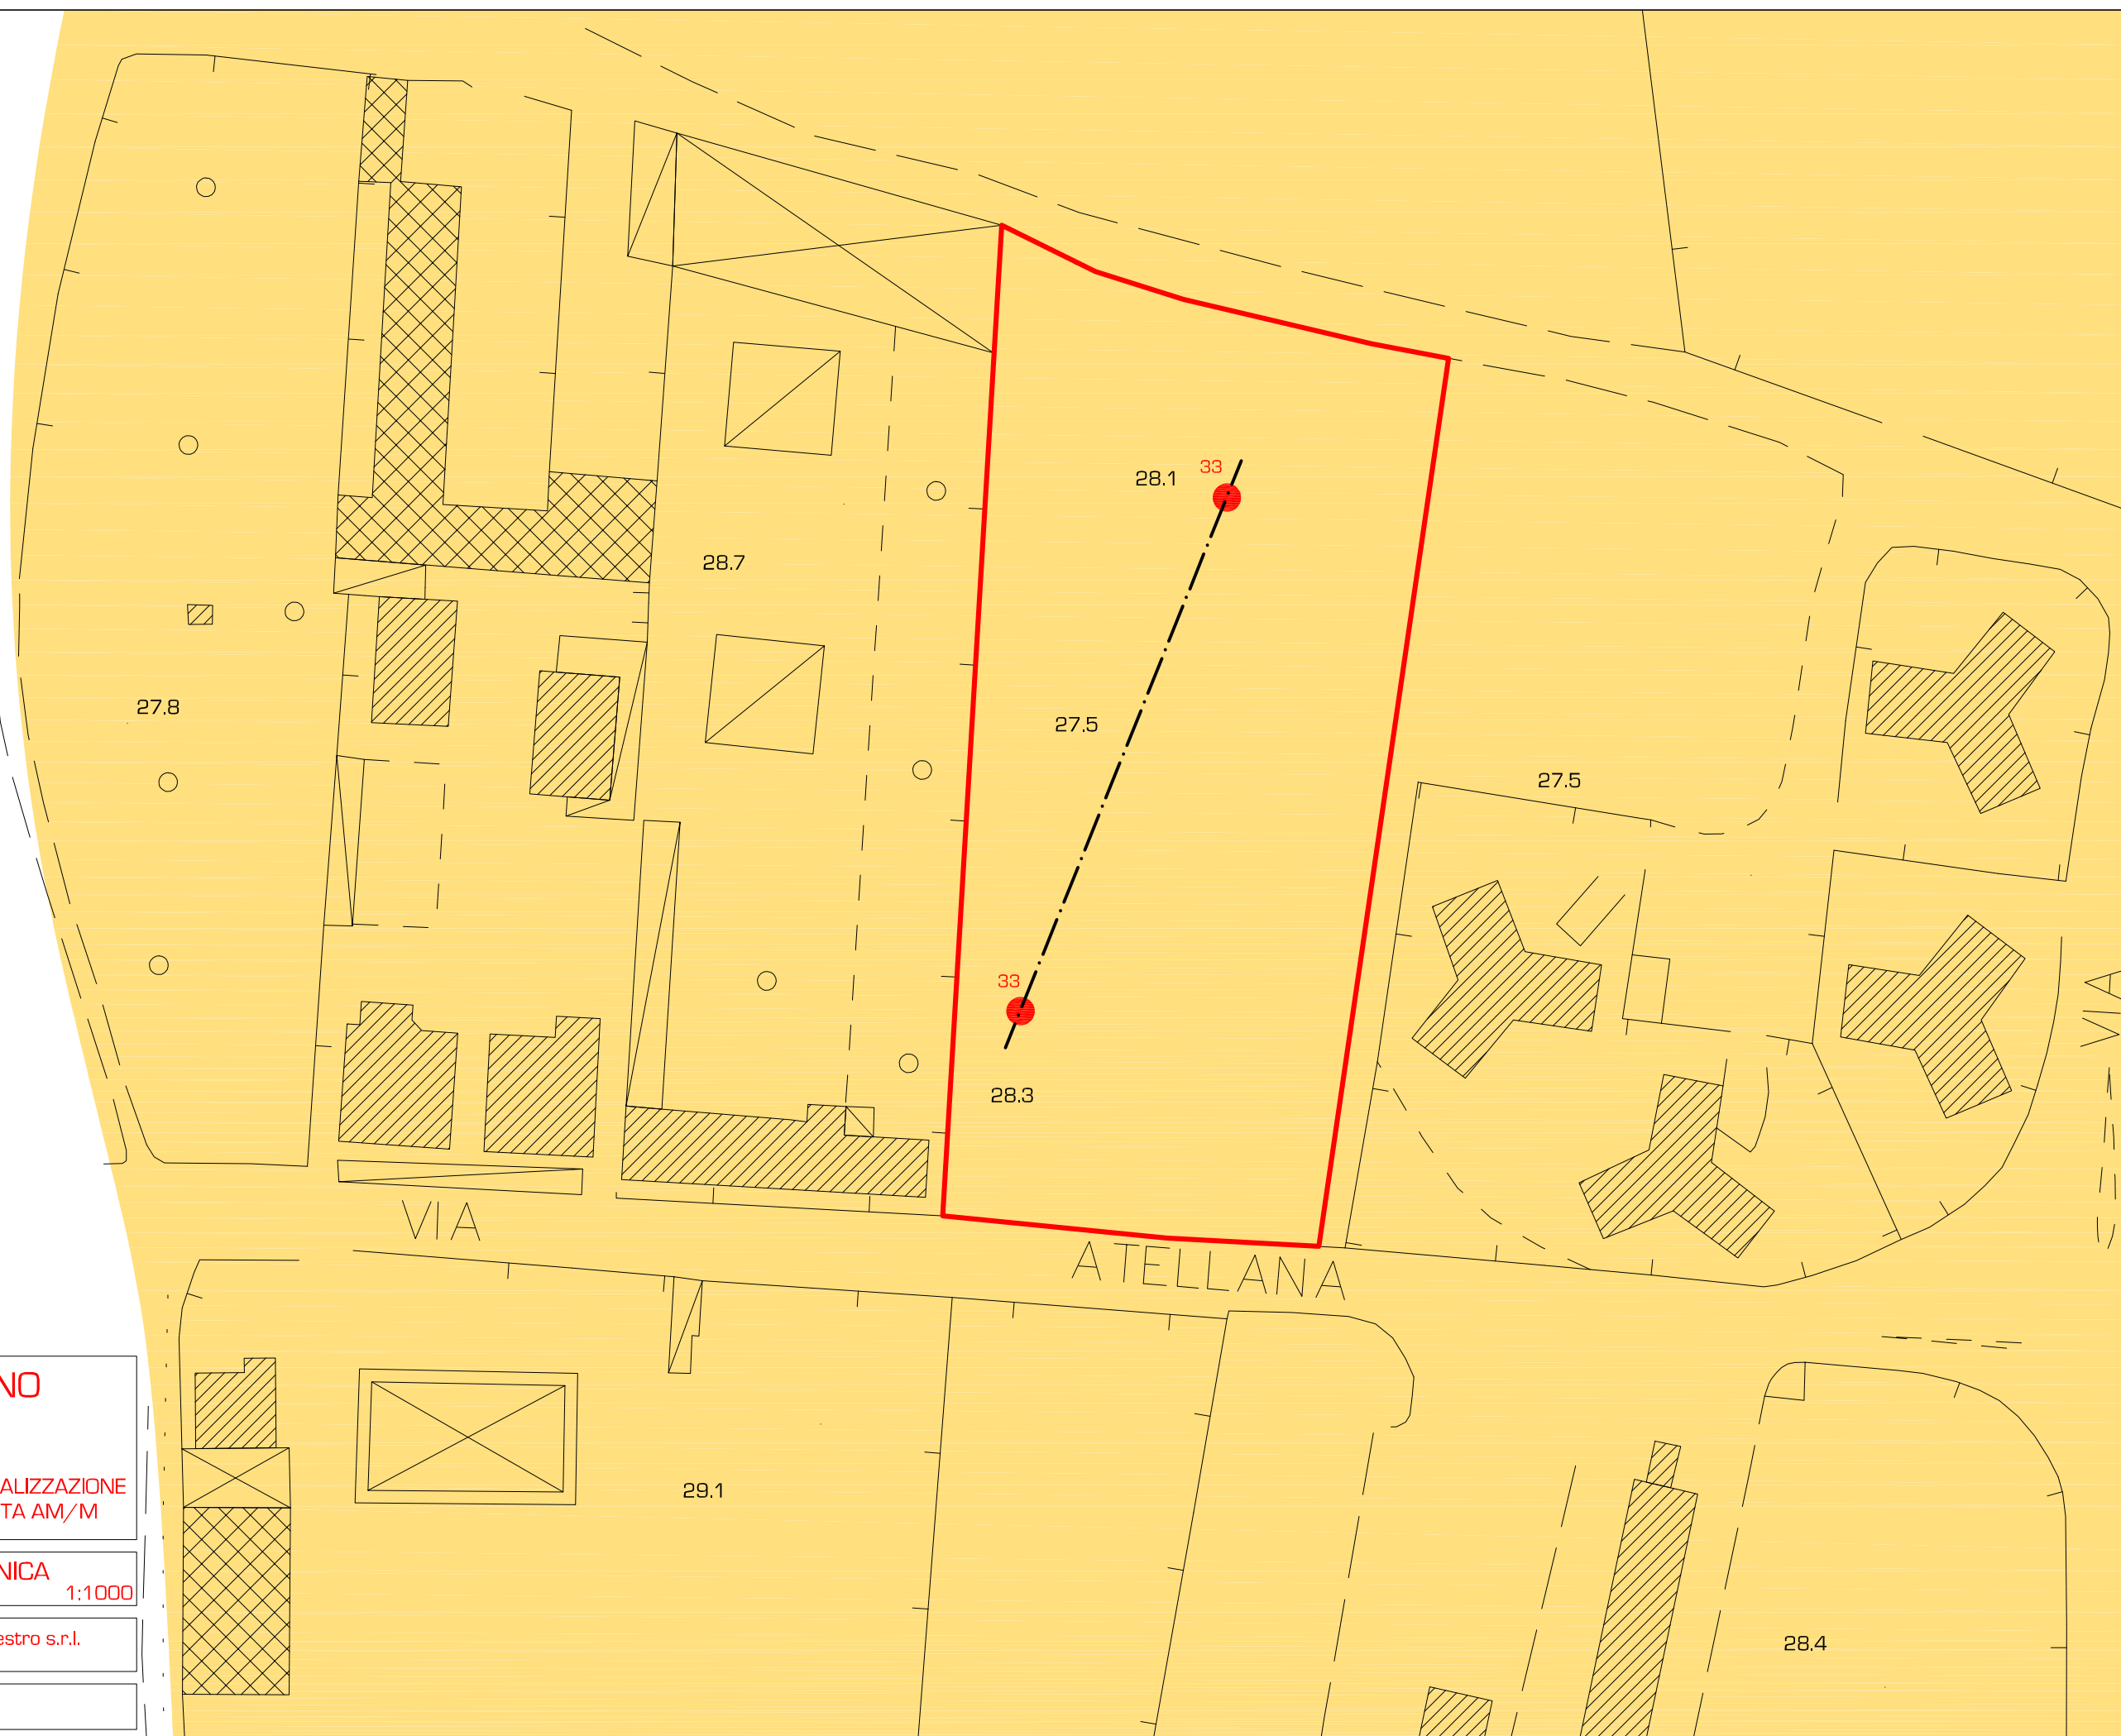 33
28.1
28.7
27.8
27.5
27.5
33
28.3
VIA
ATELLANA
NO
ALIZZAZIONE
TA AM/M
29.1
NICA
1:1000
estro s.r.l.
28.4